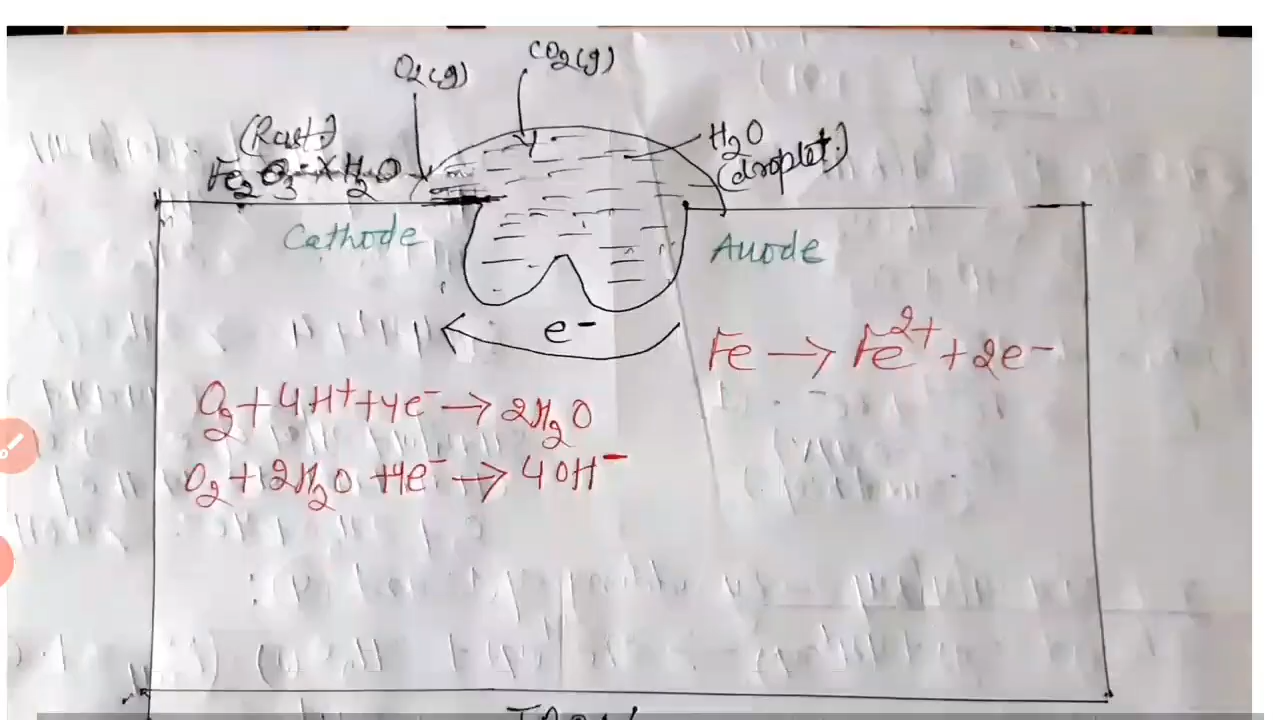 O₂(g)
CO₂(g)
(Rust.)
Fe₂O₃·XH₂O
H₂O
(droplet.)
Cathode
Anode
e⁻
Fe → Fe²⁺ + 2e⁻
O₂ + 4H⁺ + 4e⁻ → 2H₂O
O₂ + 2H₂O + 4e⁻ → 4OH⁻